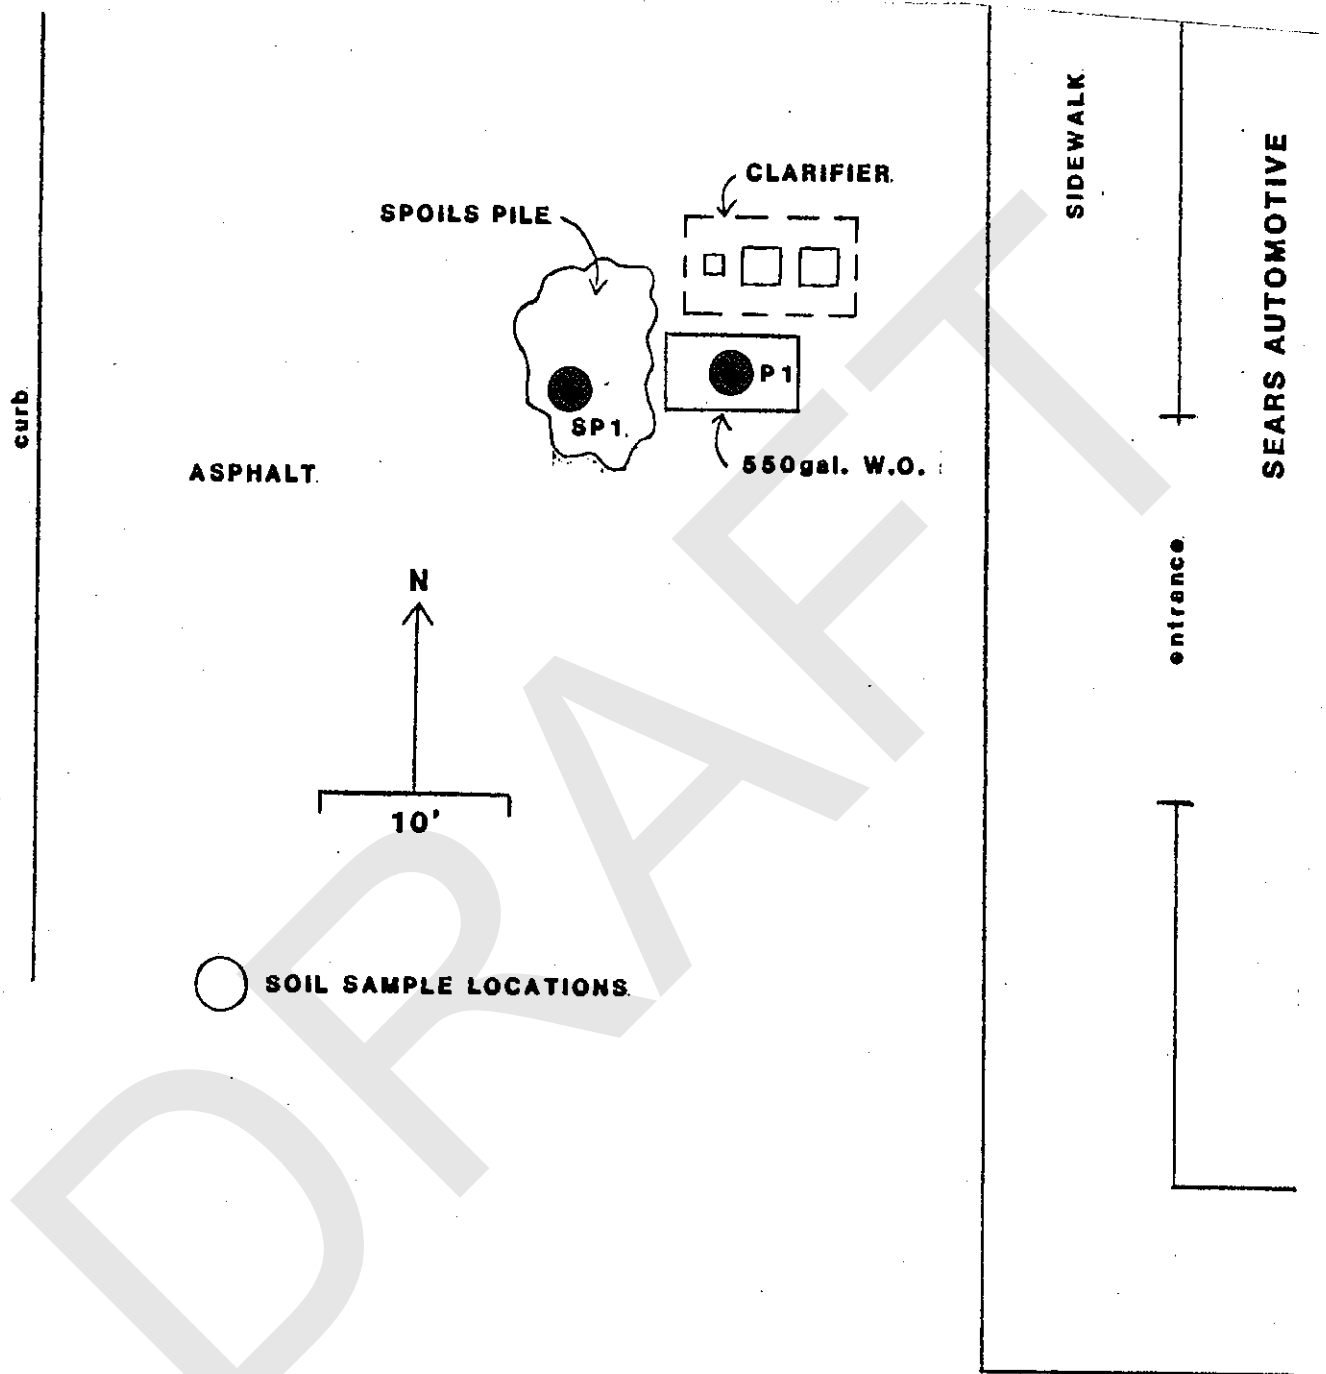 SIDEWALK
SEARS AUTOMOTIVE
CLARIFIER
SPOILS PILE
P1
SP1
curb
550gal. W.O.
ASPHALT
entrance
N
10'
SOIL SAMPLE LOCATIONS
DRAFT